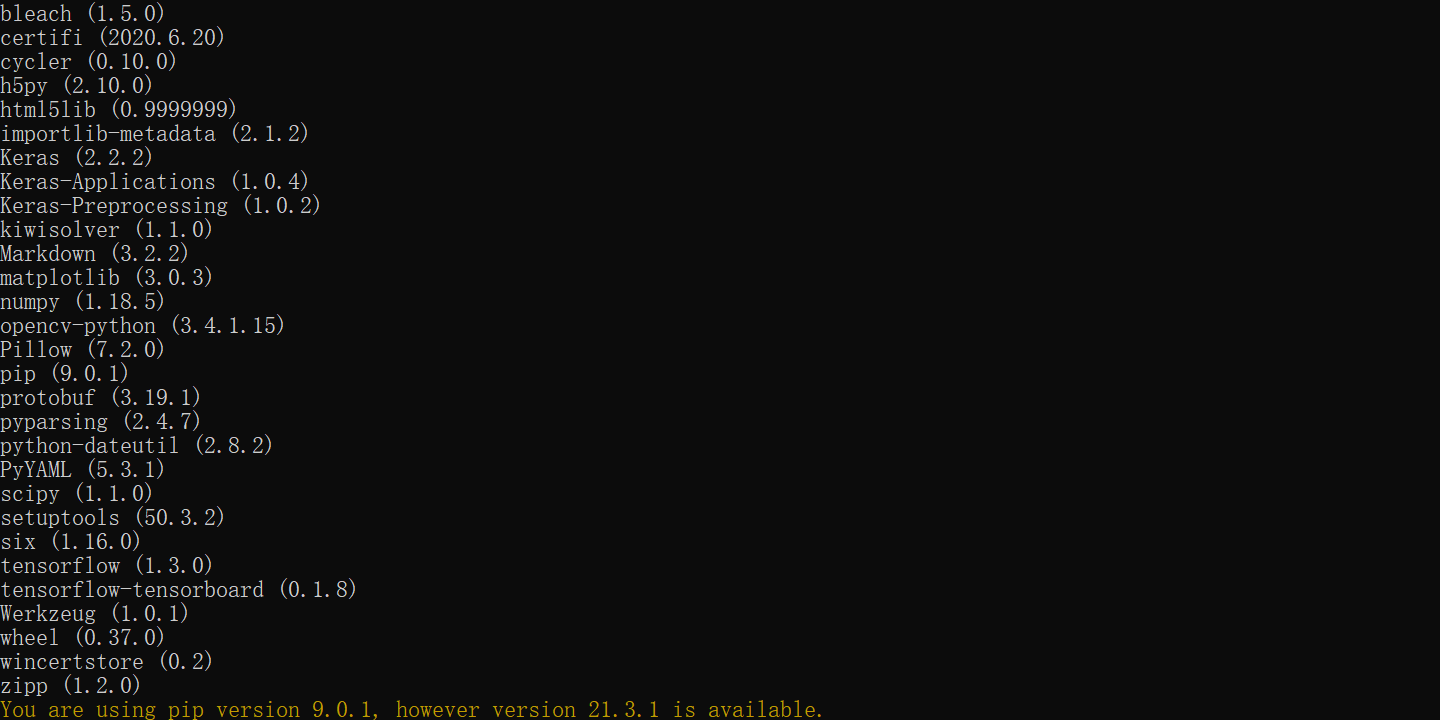 bleach (1.5.0)
certifi (2020.6.20)
cycler (0.10.0)
h5py (2.10.0)
html5lib (0.9999999)
importlib-metadata (2.1.2)
Keras (2.2.2)
Keras-Applications (1.0.4)
Keras-Preprocessing (1.0.2)
kiwisolver (1.1.0)
Markdown (3.2.2)
matplotlib (3.0.3)
numpy (1.18.5)
opencv-python (3.4.1.15)
Pillow (7.2.0)
pip (9.0.1)
protobuf (3.19.1)
pyparsing (2.4.7)
python-dateutil (2.8.2)
PyYAML (5.3.1)
scipy (1.1.0)
setuptools (50.3.2)
six (1.16.0)
tensorflow (1.3.0)
tensorflow-tensorboard (0.1.8)
Werkzeug (1.0.1)
wheel (0.37.0)
wincertstore (0.2)
zipp (1.2.0)
You are using pip version 9.0.1, however version 21.3.1 is available.